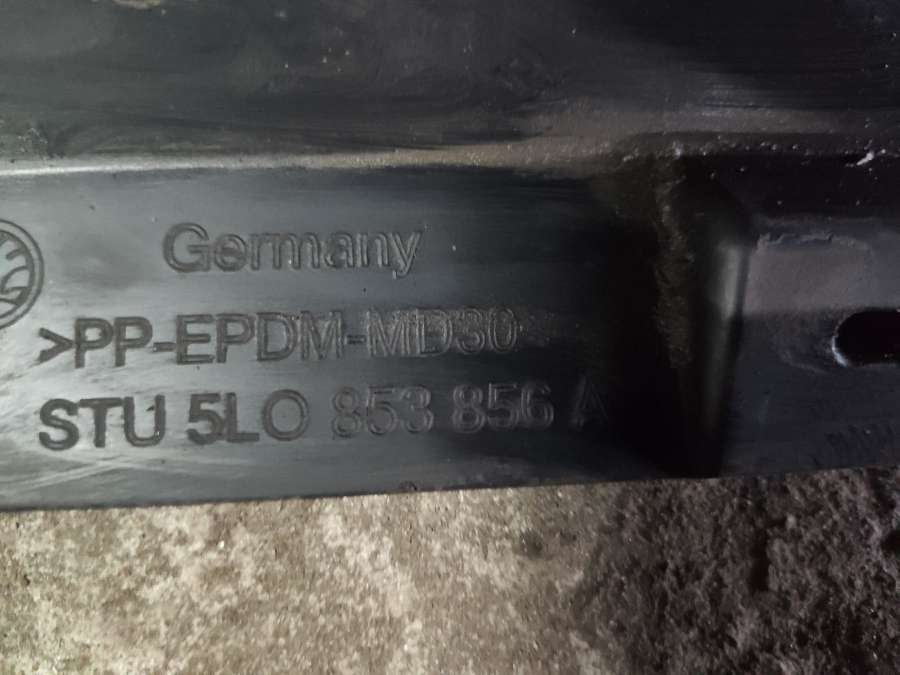 Germany
>PP-EPDM-MD30
STU 5L0 853 856 A